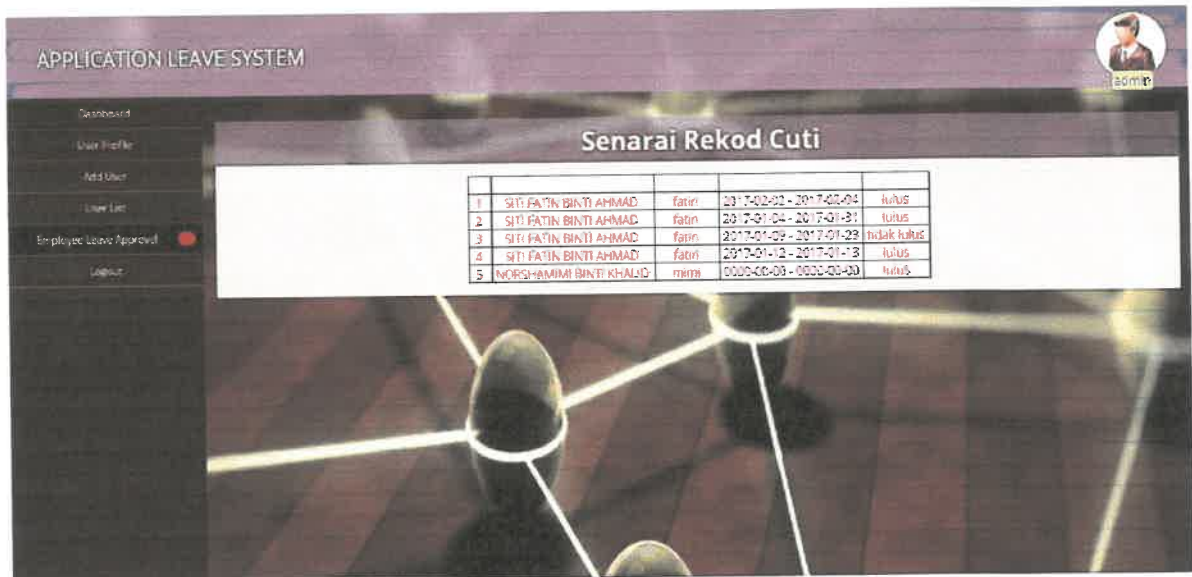 APPLICATION LEAVE SYSTEM
admin
Dashboard
User Profile
Add User
User List
Employee Leave Approval
Logout
Senarai Rekod Cuti
1 SITI FATIN BINTI AHMAD fatin 2017-02-02 - 2017-02-04 lulus
2 SITI FATIN BINTI AHMAD fatin 2017-01-04 - 2017-01-31 lulus
3 SITI FATIN BINTI AHMAD fatin 2017-01-09 - 2017-01-23 tidak lulus
4 SITI FATIN BINTI AHMAD fatin 2017-01-12 - 2017-01-13 lulus
5 NORSHAMIMI BINTI KHALID mimi 0000-00-00 - 0000-00-00 lulus